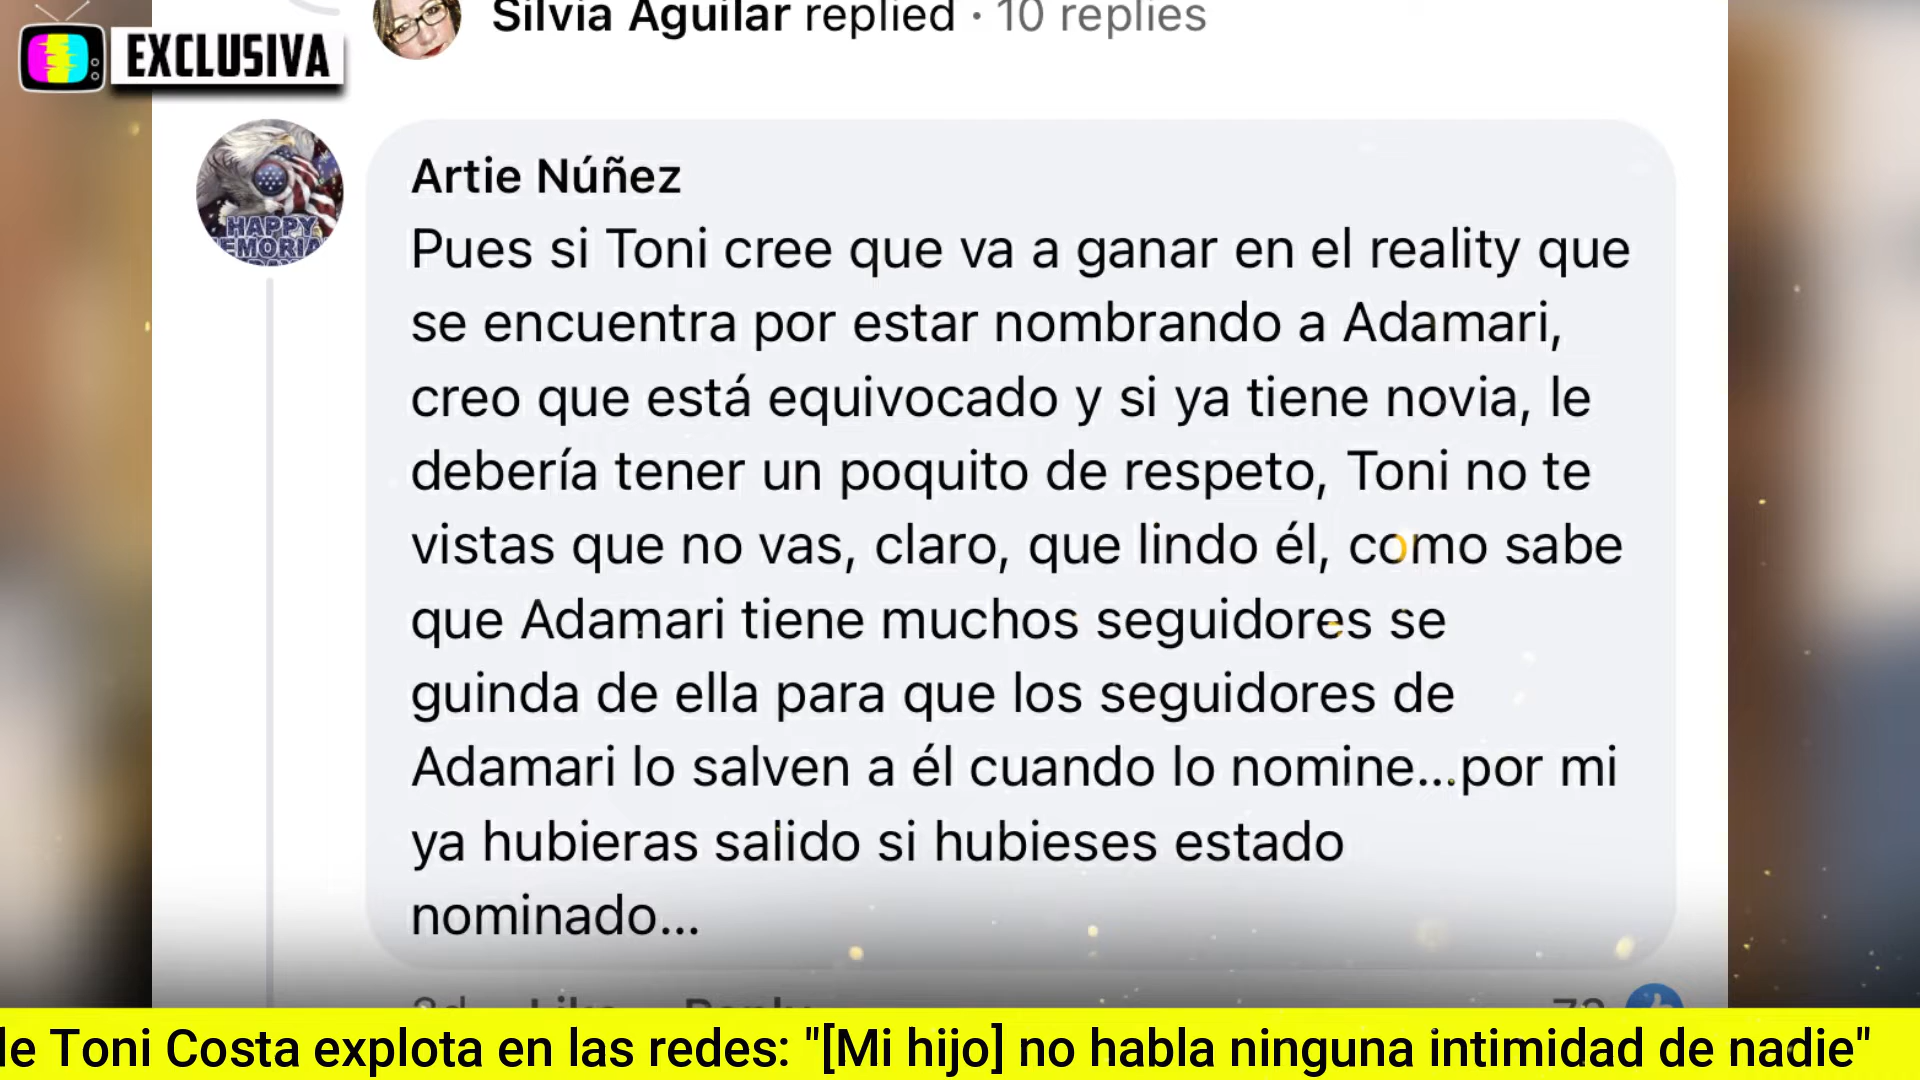 Silvia Aguilar replied · 10 replies
EXCLUSIVA
HAPPY
Artie Núñez
Pues si Toni cree que va a ganar en el reality que
se encuentra por estar nombrando a Adamari,
creo que está equivocado y si ya tiene novia, le
debería tener un poquito de respeto, Toni no te
vistas que no vas, claro, que lindo él, como sabe
que Adamari tiene muchos seguidores se
guinda de ella para que los seguidores de
Adamari lo salven a él cuando lo nomine...por mi
ya hubieras salido si hubieses estado
nominado...
Like Reply
de Toni Costa explota en las redes: "[Mi hijo] no habla ninguna intimidad de nadie"